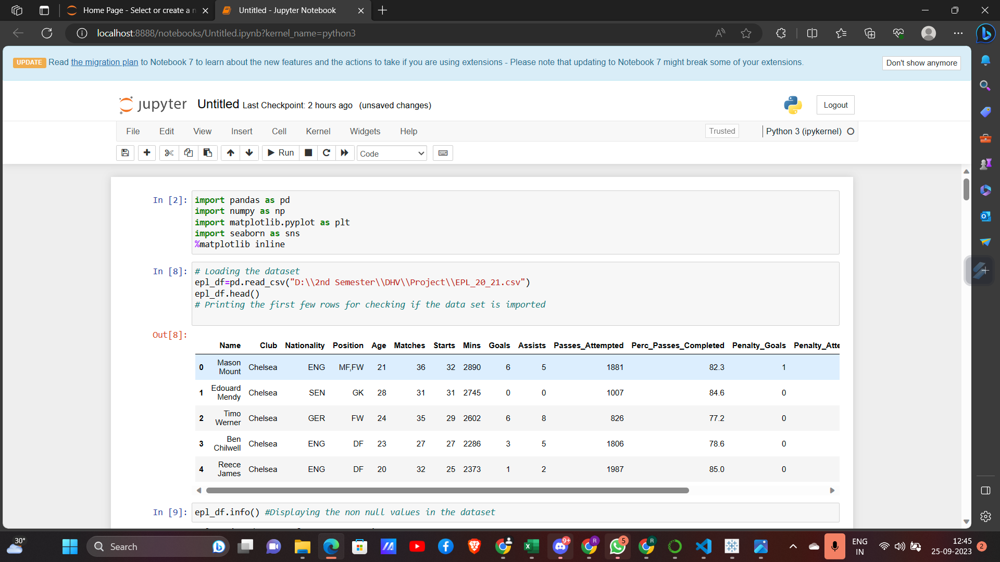 Home Page - Select or create a n
Untitled - Jupyter Notebook
localhost:8888/notebooks/Untitled.ipynb?kernel_name=python3
UPDATE Read the migration plan to Notebook 7 to learn about the new features and the actions to take if you are using extensions - Please note that updating to Notebook 7 might break some of your extensions.
Don't show anymore
jupyter Untitled Last Checkpoint: 2 hours ago (unsaved changes)
Logout
File Edit View Insert Cell Kernel Widgets Help
Trusted
Python 3 (ipykernel)
Run
Code
In [2]:
import pandas as pd
import numpy as np
import matplotlib.pyplot as plt
import seaborn as sns
%matplotlib inline
In [8]:
# Loading the dataset
epl_df=pd.read_csv("D:\\2nd Semester\\DHV\\Project\\EPL_20_21.csv")
epl_df.head()
# Printing the first few rows for checking if the data set is imported
Out[8]:
Name Club Nationality Position Age Matches Starts Mins Goals Assists Passes_Attempted Perc_Passes_Completed Penalty_Goals Penalty_Atte
0 Mason Mount Chelsea ENG MF,FW 21 36 32 2890 6 5 1881 82.3 1
1 Edouard Mendy Chelsea SEN GK 28 31 31 2745 0 0 1007 84.6 0
2 Timo Werner Chelsea GER FW 24 35 29 2602 6 8 826 77.2 0
3 Ben Chilwell Chelsea ENG DF 23 27 27 2286 3 5 1806 78.6 0
4 Reece James Chelsea ENG DF 20 32 25 2373 1 2 1987 85.0 0
In [9]:
epl_df.info() #Displaying the non null values in the dataset
30°
Search
9+
R
5
R
ENG
IN
12:45
25-09-2023
2